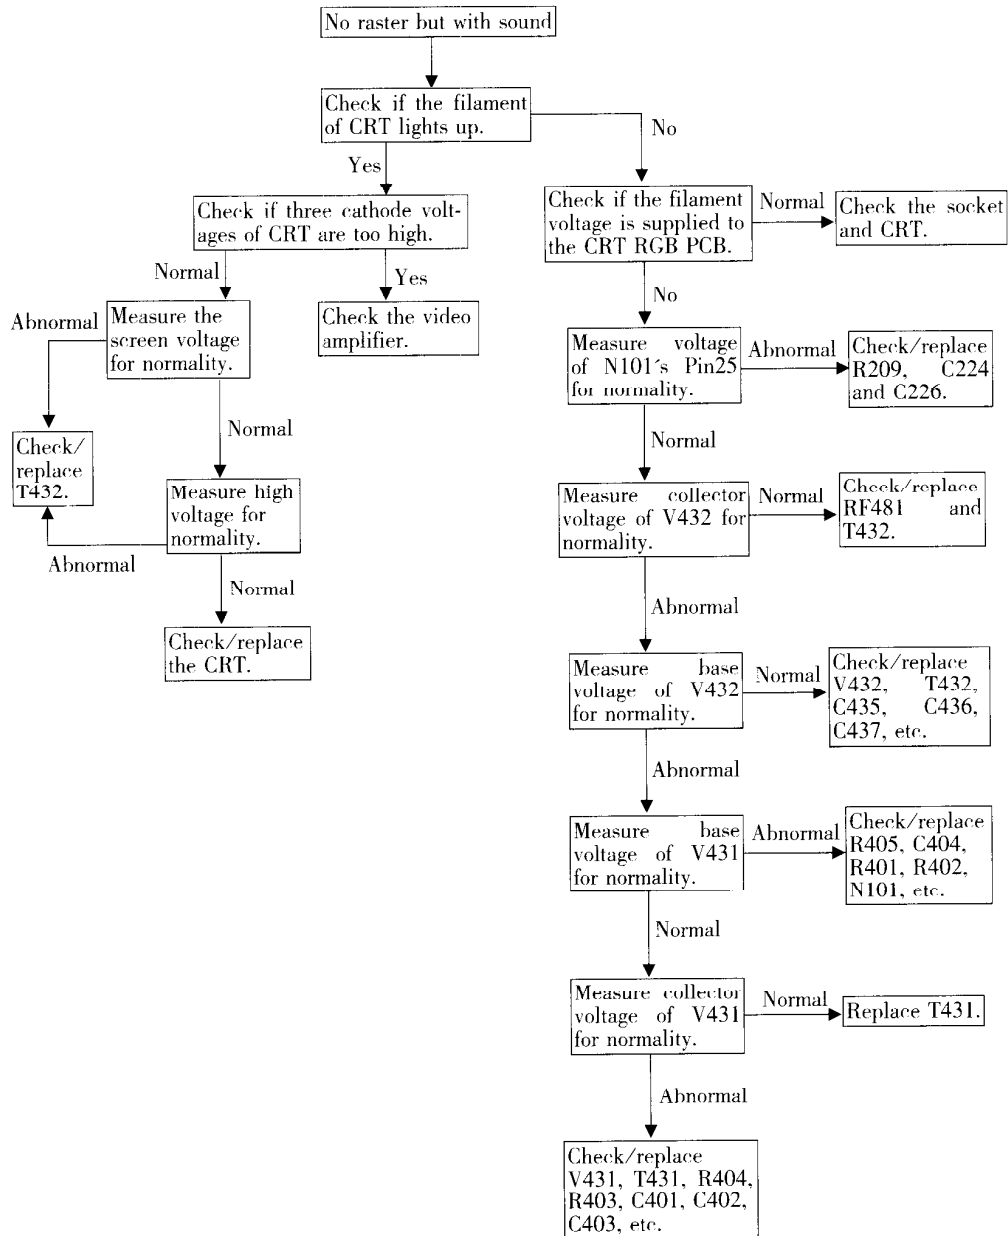 No raster but with sound
Check if the filament
of CRT lights up.
No
Yes
Check if three cathode volt-
ages of CRT are too high.
Check if the filament
voltage is supplied to
the CRT RGB PCB.
Normal
Check the socket
and CRT.
Normal
Yes
No
Abnormal
Measure the
screen voltage
for normality.
Check the video
amplifier.
Measure voltage
of N101's Pin25
for normality.
Abnormal
Check/replace
R209, C224
and C226.
Normal
Normal
Check/
replace
T432.
Measure high
voltage for
normality.
Measure collector
voltage of V432 for
normality.
Normal
Check/replace
RF481 and
T432.
Abnormal
Normal
Abnormal
Check/replace
the CRT.
Measure base
voltage of V432
for normality.
Normal
Check/replace
V432, T432,
C435, C436,
C437, etc.
Abnormal
Measure base
voltage of V431
for normality.
Abnormal
Check/replace
R405, C404,
R401, R402,
N101, etc.
Normal
Measure collector
voltage of V431
for normality.
Normal
Replace T431.
Abnormal
Check/replace
V431, T431, R404,
R403, C401, C402,
C403, etc.